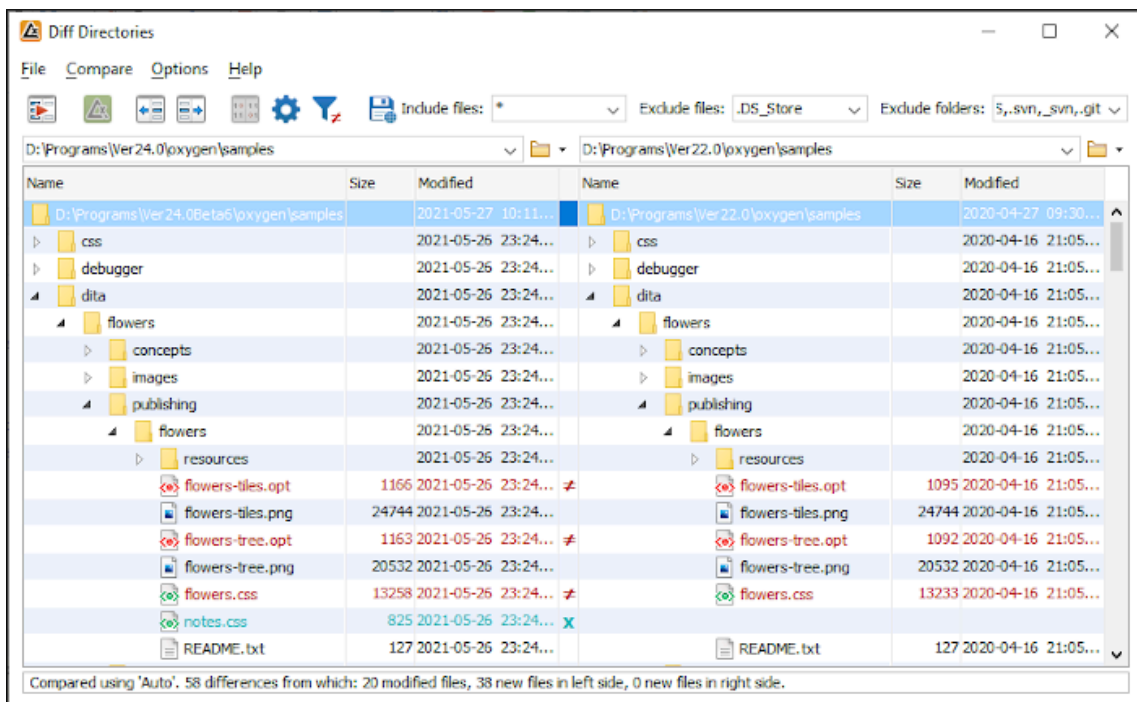 Diff Directories
File Compare Options Help
Include files: * Exclude files: .DS_Store Exclude folders: S,.svn,_svn,.git
D:\Programs\Ver24.0\oxygen\samples D:\Programs\Ver22.0\oxygen\samples
Name Size Modified Name Size Modified
D:\Programs\Ver24.0Beta6\oxygen\samples 2021-05-27 10:11... D:\Programs\Ver22.0\oxygen\samples 2020-04-27 09:30...
css 2021-05-26 23:24... css 2020-04-16 21:05...
debugger 2021-05-26 23:24... debugger 2020-04-16 21:05...
dita 2021-05-26 23:24... dita 2020-04-16 21:05...
flowers 2021-05-26 23:24... flowers 2020-04-16 21:05...
concepts 2021-05-26 23:24... concepts 2020-04-16 21:05...
images 2021-05-26 23:24... images 2020-04-16 21:05...
publishing 2021-05-26 23:24... publishing 2020-04-16 21:05...
flowers 2021-05-26 23:24... flowers 2020-04-16 21:05...
resources 2021-05-26 23:24... resources 2020-04-16 21:05...
flowers-tiles.opt 1166 2021-05-26 23:24... ≠ flowers-tiles.opt 1095 2020-04-16 21:05...
flowers-tiles.png 24744 2021-05-26 23:24... flowers-tiles.png 24744 2020-04-16 21:05...
flowers-tree.opt 1163 2021-05-26 23:24... ≠ flowers-tree.opt 1092 2020-04-16 21:05...
flowers-tree.png 20532 2021-05-26 23:24... flowers-tree.png 20532 2020-04-16 21:05...
flowers.css 13258 2021-05-26 23:24... ≠ flowers.css 13233 2020-04-16 21:05...
notes.css 825 2021-05-26 23:24... x
README.txt 127 2021-05-26 23:24... README.txt 127 2020-04-16 21:05...
Compared using 'Auto'. 58 differences from which: 20 modified files, 38 new files in left side, 0 new files in right side.